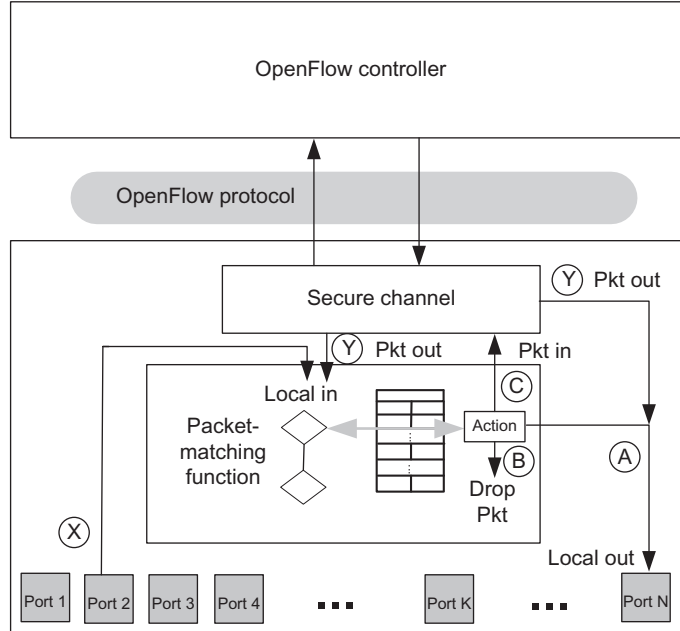 OpenFlow controller
OpenFlow protocol
Secure channel
Y Pkt out
Y Pkt out
Pkt in
C
Local in
Packet-
matching
function
Action
B
A
Drop
Pkt
X
Local out
Port 1
Port 2
Port 3
Port 4
Port K
Port N